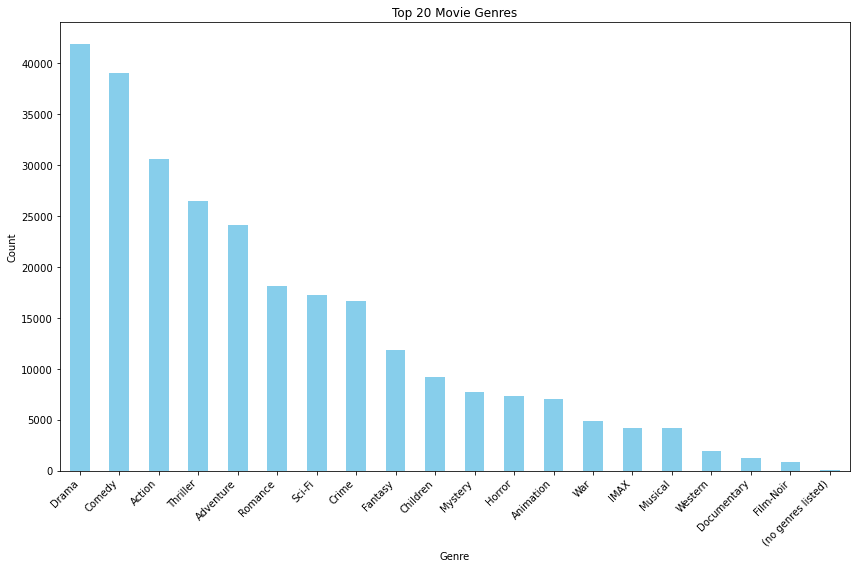 Top 20 Movie Genres
Count
40000
35000
30000
25000
20000
15000
10000
5000
0
Drama
Comedy
Action
Thriller
Adventure
Romance
Sci-Fi
Crime
Fantasy
Children
Mystery
Horror
Animation
War
IMAX
Musical
Western
Documentary
Film-Noir
(no genres listed)
Genre